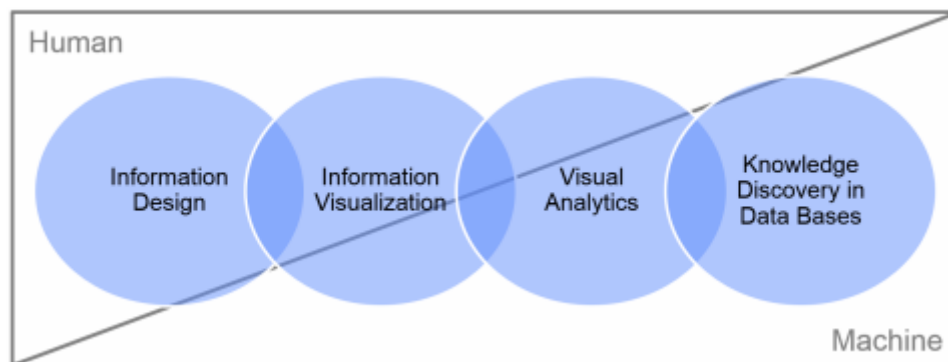 Human
Information
Design
Information
Visualization
Visual
Analytics
Knowledge
Discovery in
Data Bases
Machine